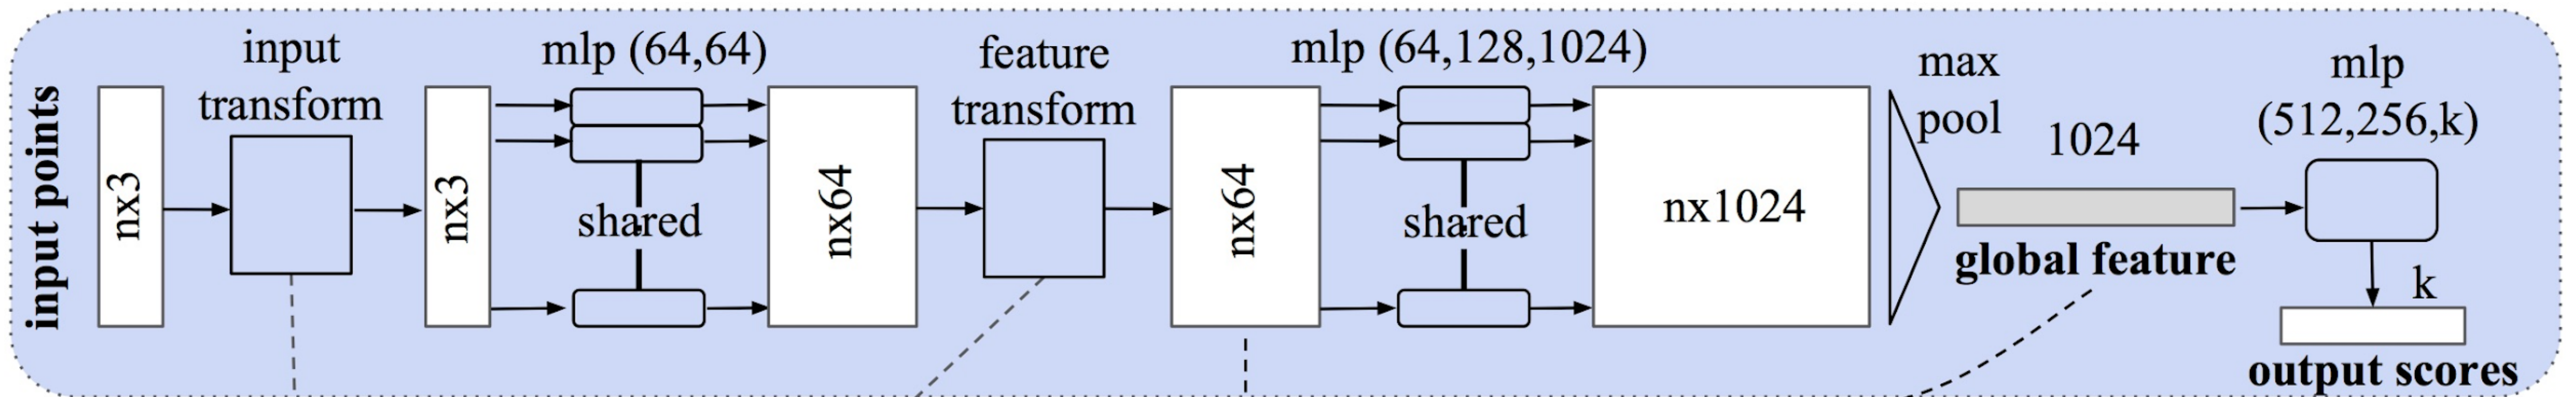 input points
nx3
input
transform
nx3
mlp (64,64)
shared
nx64
feature
transform
nx64
mlp (64,128,1024)
shared
nx1024
max
pool
1024
global feature
mlp
(512,256,k)
k
output scores